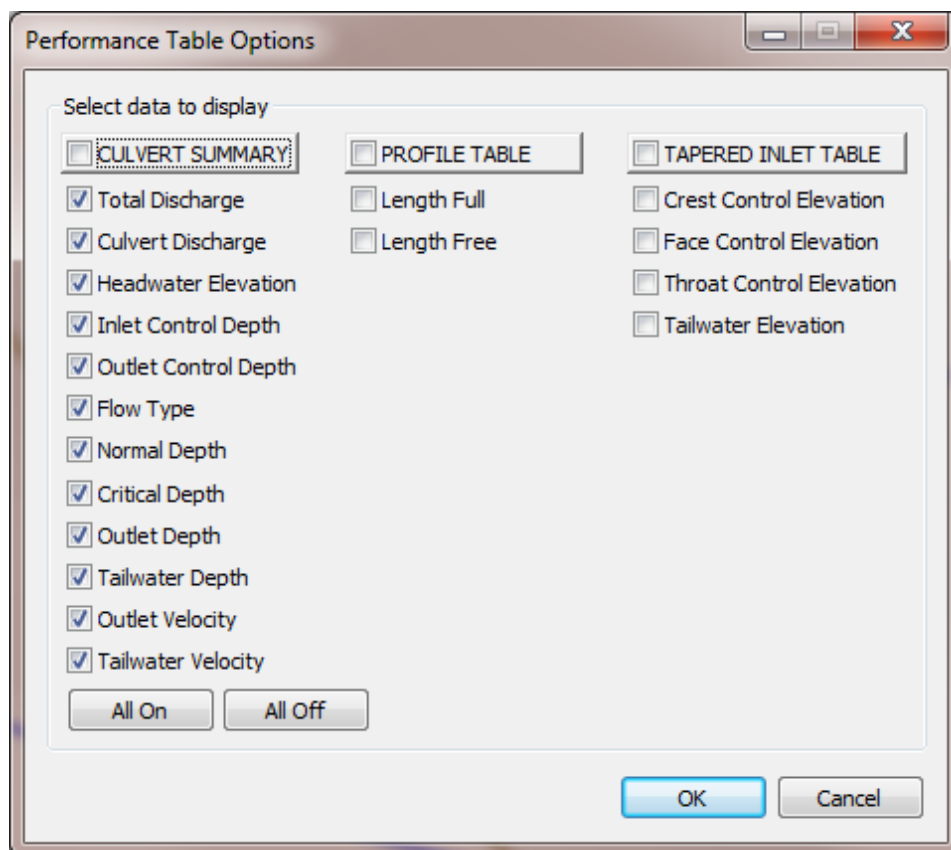 Performance Table Options
Select data to display
CULVERT SUMMARY
Total Discharge
Culvert Discharge
Headwater Elevation
Inlet Control Depth
Outlet Control Depth
Flow Type
Normal Depth
Critical Depth
Outlet Depth
Tailwater Depth
Outlet Velocity
Tailwater Velocity
All On All Off
PROFILE TABLE
Length Full
Length Free
TAPERED INLET TABLE
Crest Control Elevation
Face Control Elevation
Throat Control Elevation
Tailwater Elevation
OK Cancel